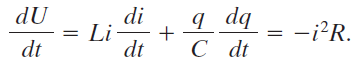 dU/dt = Li di/dt + q/C dq/dt = −i²R.